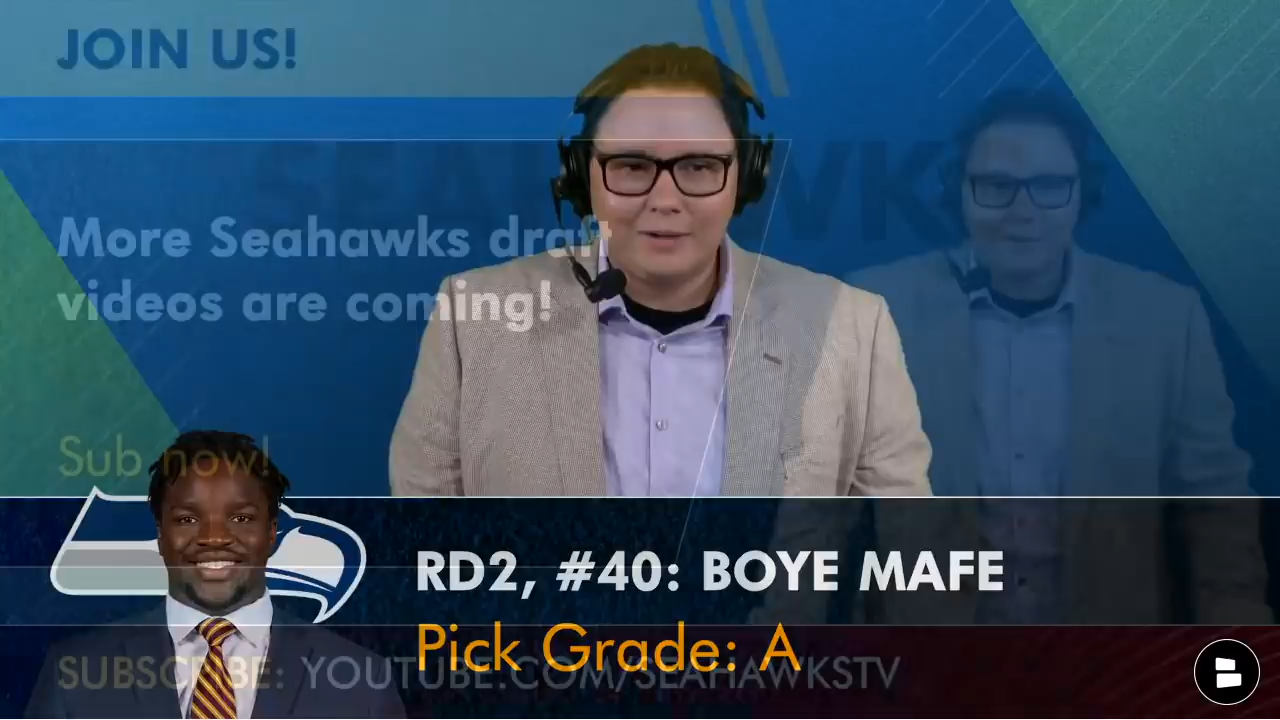 JOIN US!
SEAHAWKS
More Seahawks draft
videos are coming!
Sub now!
RD2, #40: BOYE MAFE
Pick Grade: A
SUBSCRIBE: YOUTUBE.COM/SEAHAWKSTV